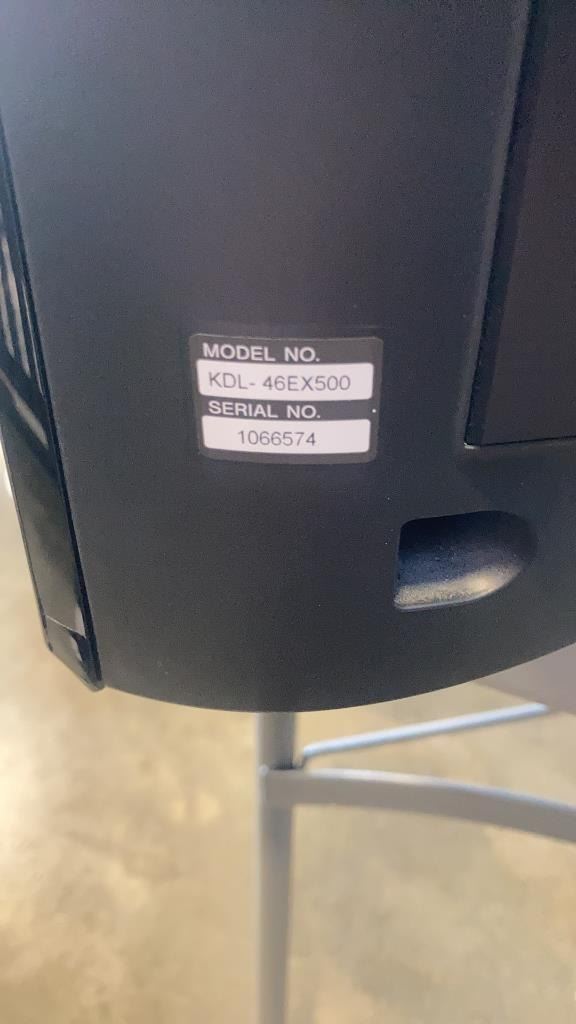 MODEL NO.
KDL- 46EX500
SERIAL NO.
1066574